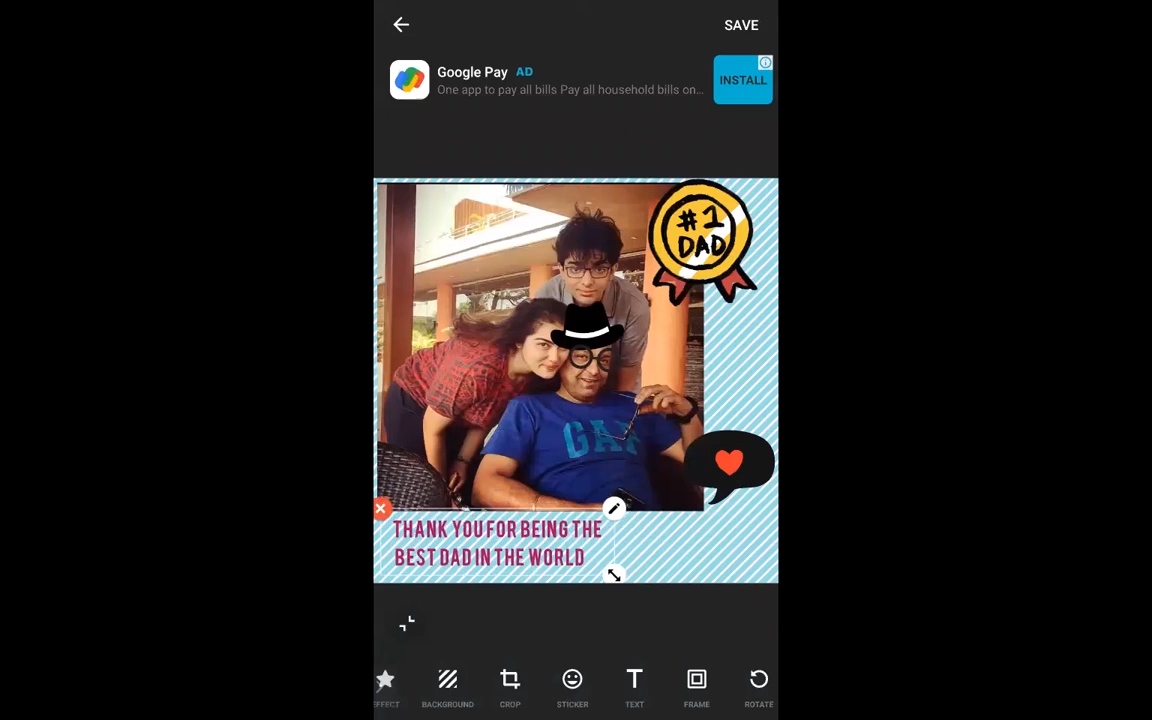 SAVE
Google Pay AD
One app to pay all bills Pay all household bills on...
INSTALL
#1
DAD
GAP
THANK YOU FOR BEING THE
BEST DAD IN THE WORLD
EFFECT
BACKGROUND
CROP
STICKER
TEXT
FRAME
ROTATE